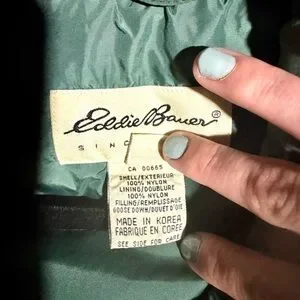 Eddie Bauer®
SINC
CA 00665
SHELL/EXTERIEUR
100% NYLON
LINING/DOUBLURE
100% NYLON
FILLING/REMPLISSAGE
GOOSE DOWN/DUVET D'OIE
MADE IN KOREA
FABRIQUE EN COREE
SEE SIDE FOR CARE